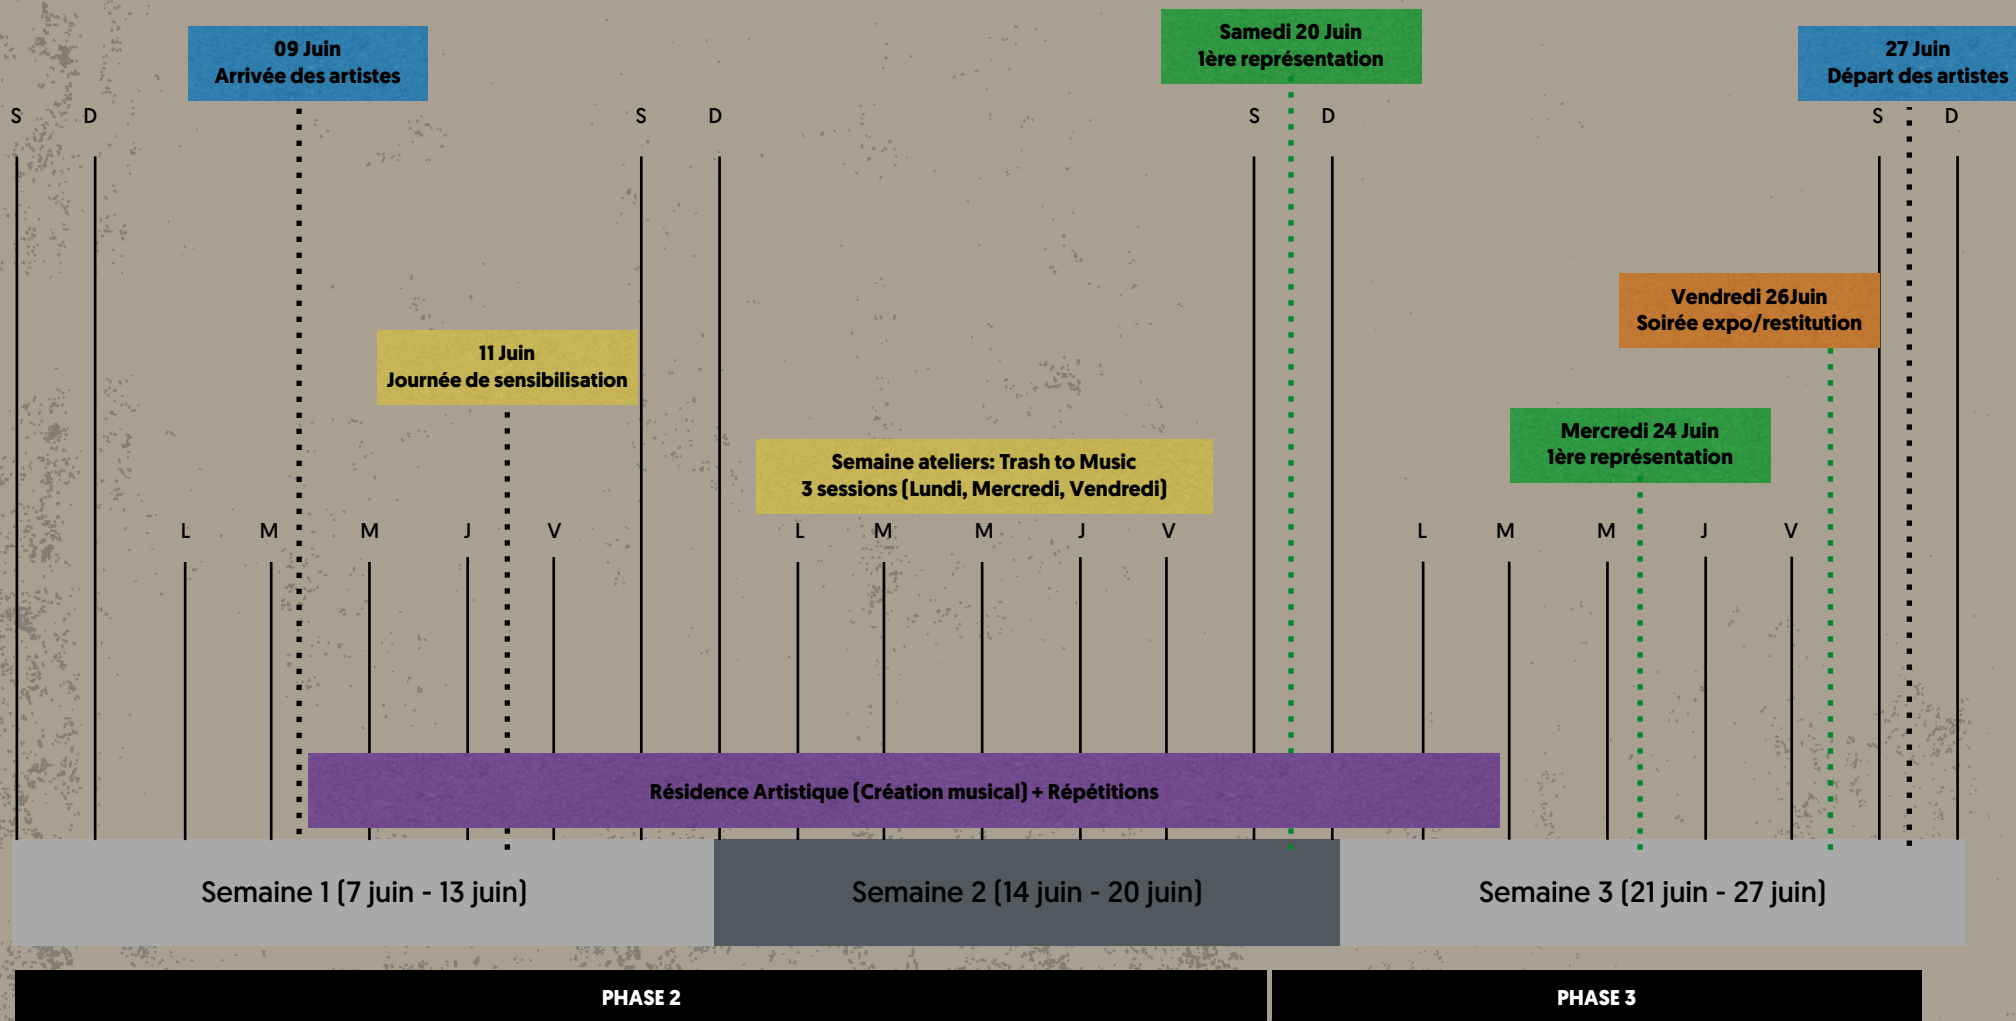 Samedi 20 Juin
1ère représentation
09 Juin
Arrivée des artistes
27 Juin
Départ des artistes
S D S D S D S D
Vendredi 26Juin
Soirée expo/restitution
11 Juin
Journée de sensibilisation
Mercredi 24 Juin
1ère représentation
Semaine ateliers: Trash to Music
3 sessions (Lundi, Mercredi, Vendredi)
L M M J V L M M J V L M M J V
Résidence Artistique (Création musical) + Répétitions
Semaine 1 (7 juin - 13 juin)
Semaine 2 (14 juin - 20 juin)
Semaine 3 (21 juin - 27 juin)
PHASE 2
PHASE 3